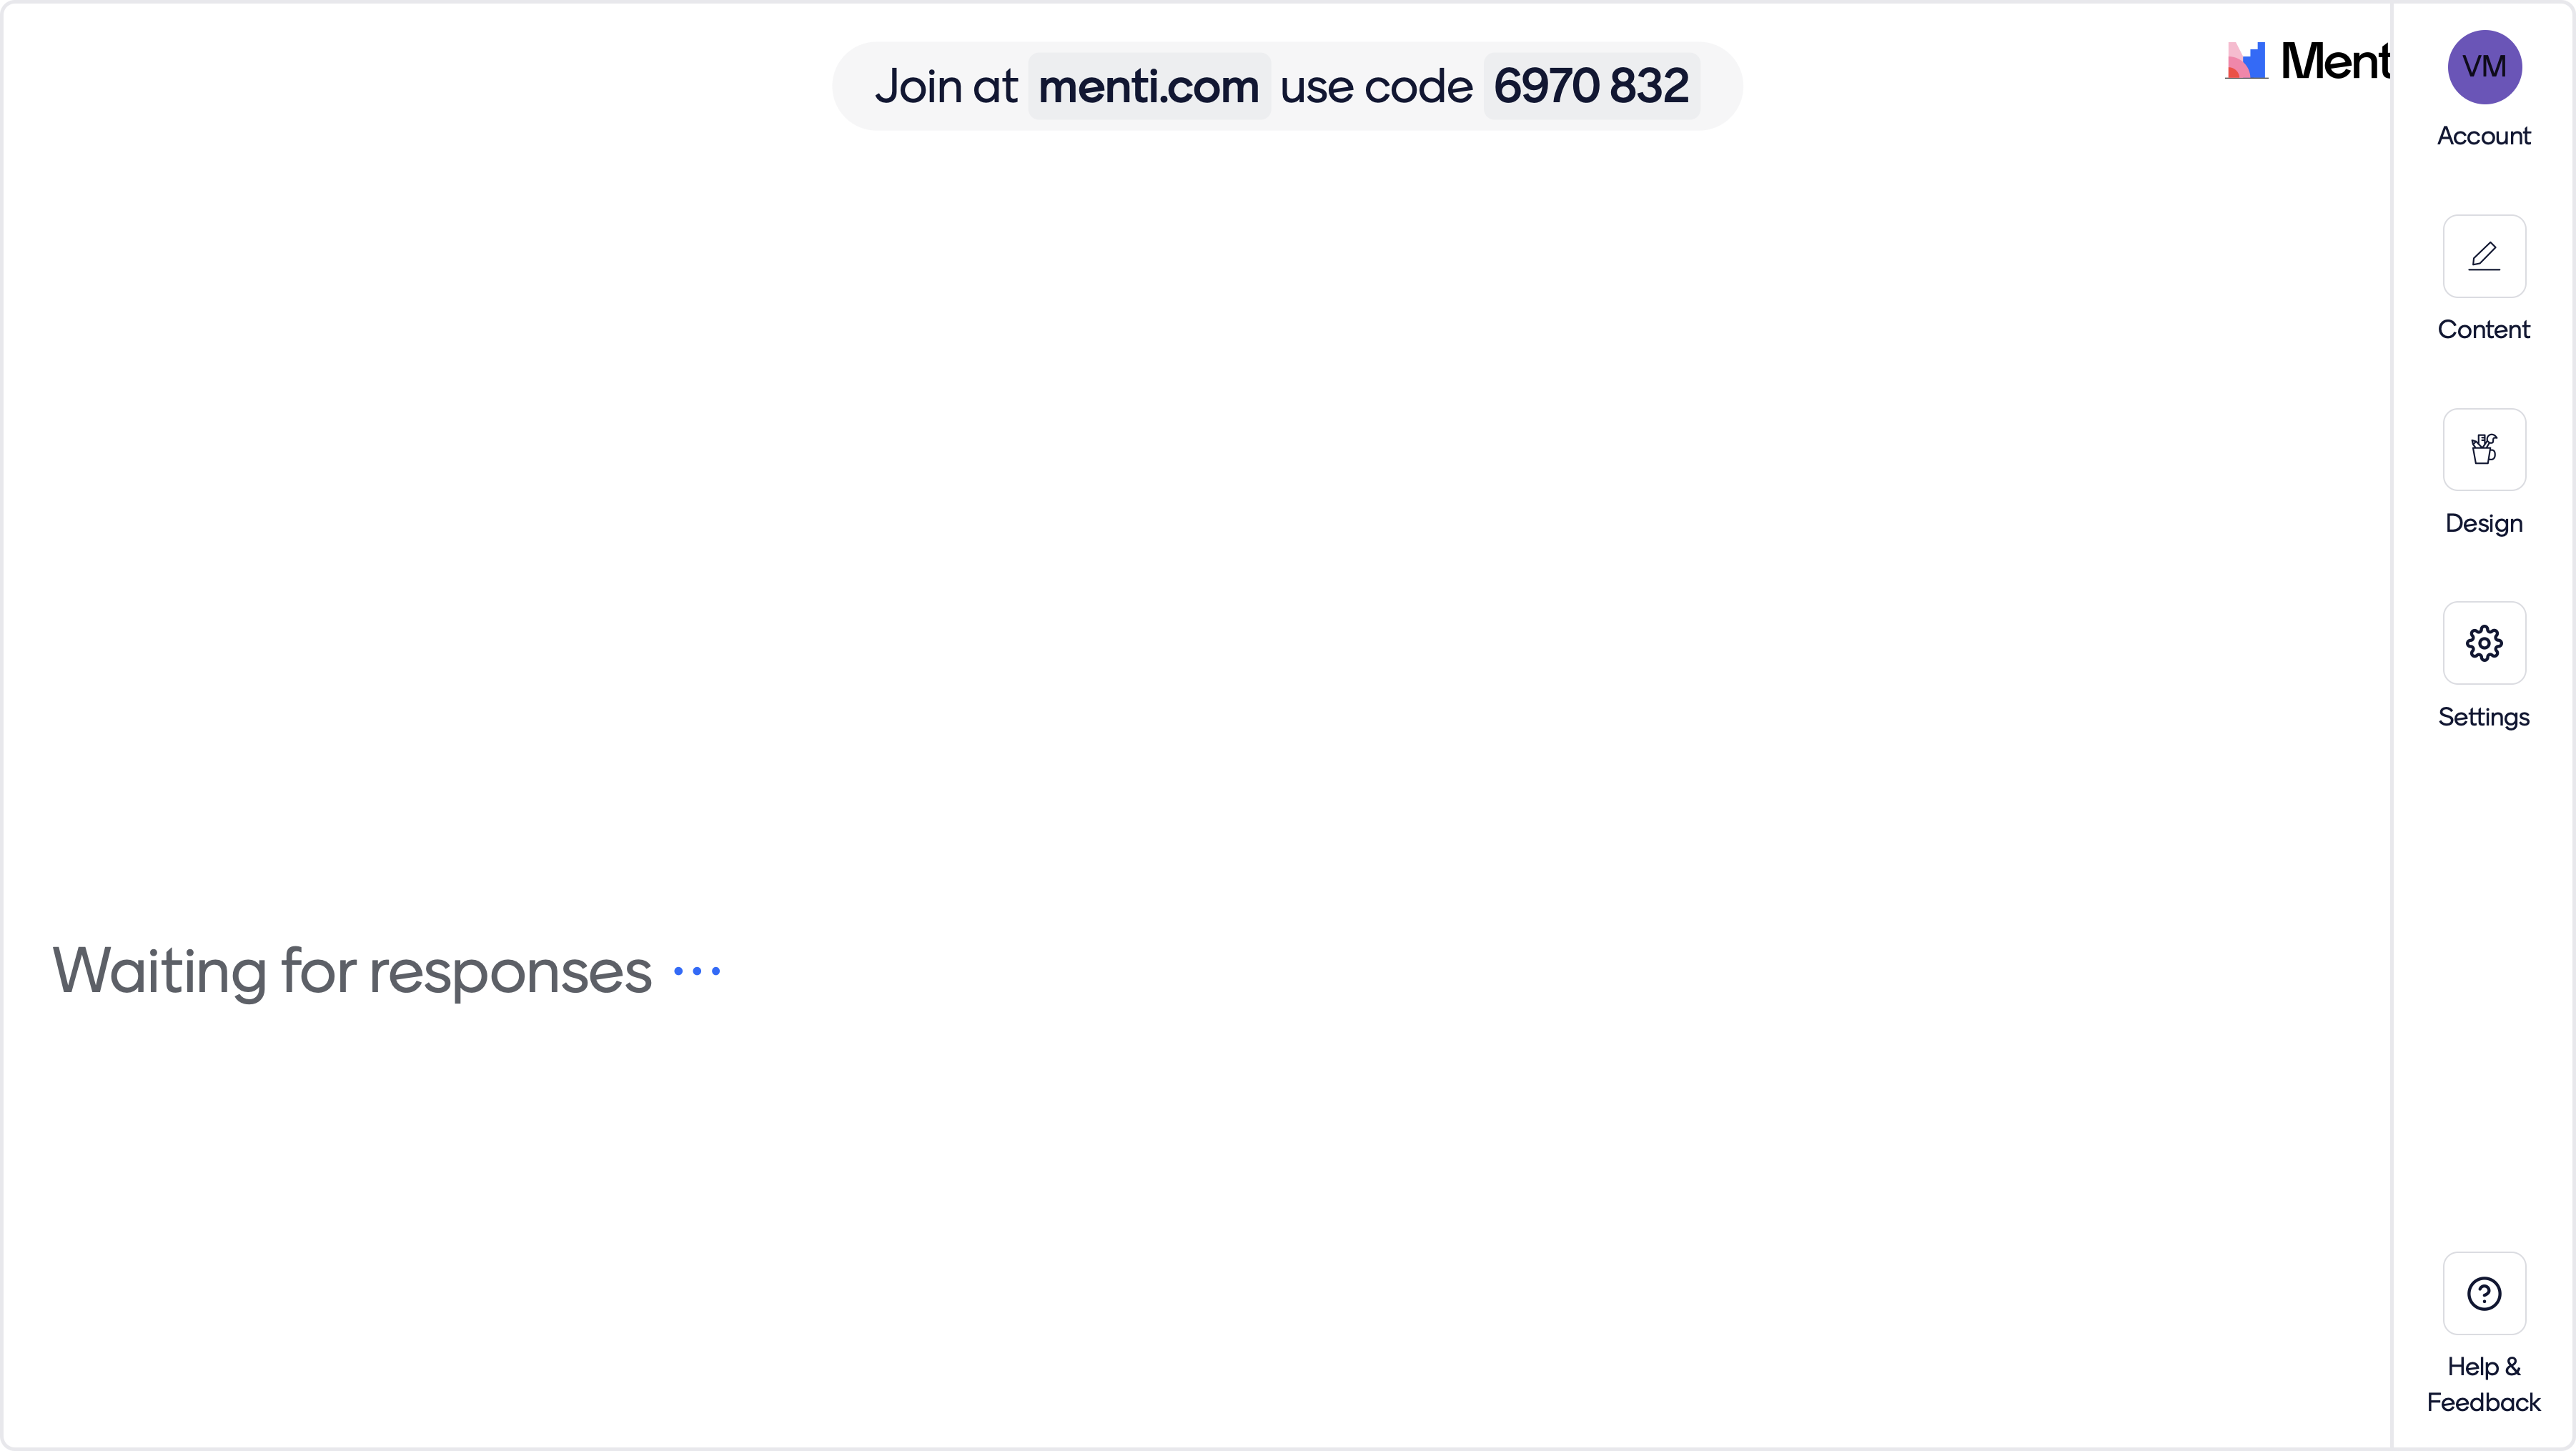 Join at menti.com use code 6970 832
Ment
VM
Account
Content
Design
Settings
Waiting for responses ...
Help &
Feedback